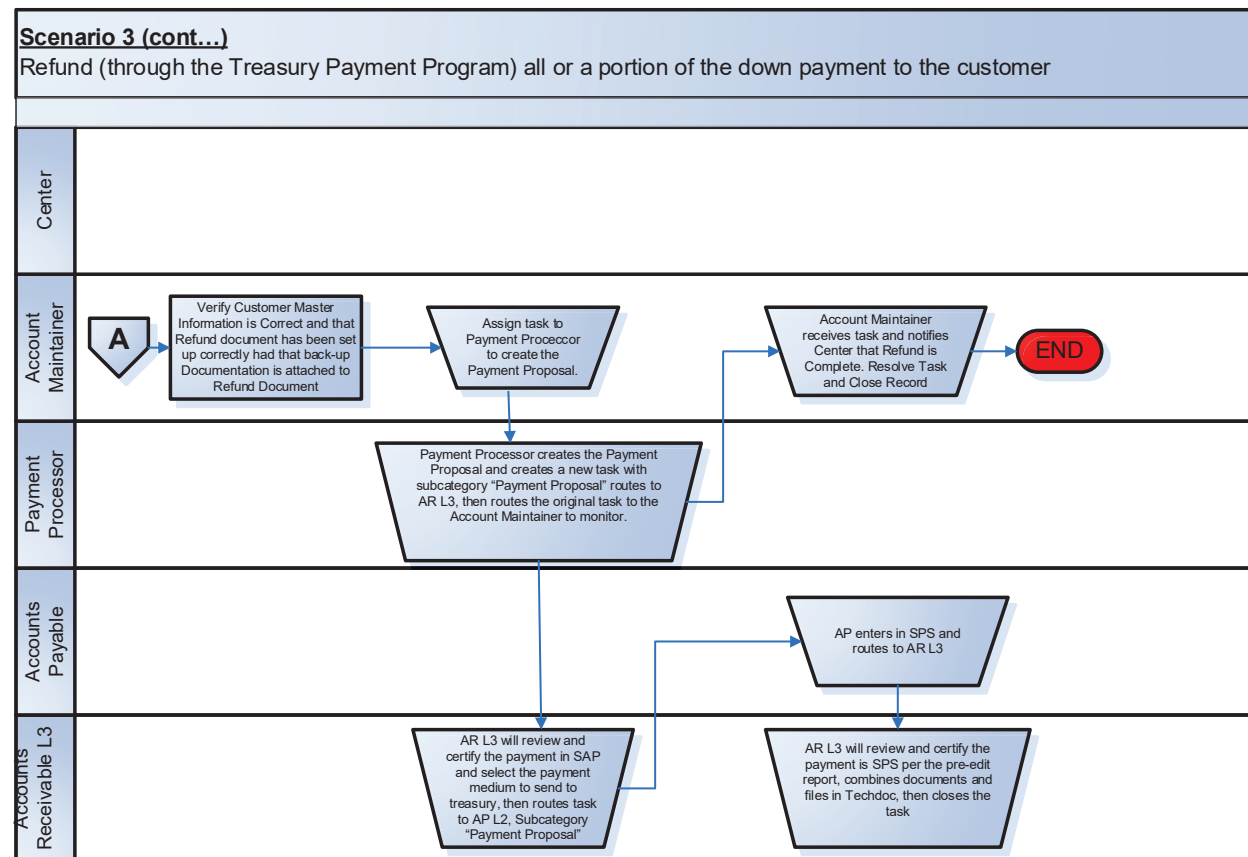 Scenario 3 (cont…)
Refund (through the Treasury Payment Program) all or a portion of the down payment to the customer
Center
Account
Maintainer
A
Verify Customer Master
Information is Correct and that
Refund document has been set
up correctly had that back-up
Documentation is attached to
Refund Document
Assign task to
Payment Proceccor
to create the
Payment Proposal.
Account Maintainer
receives task and notifies
Center that Refund is
Complete. Resolve Task
and Close Record
END
Payment
Processor
Payment Processor creates the Payment
Proposal and creates a new task with
subcategory “Payment Proposal” routes to
AR L3, then routes the original task to the
Account Maintainer to monitor.
Accounts
Payable
AP enters in SPS and
routes to AR L3
Accounts
Receivable L3
AR L3 will review and
certify the payment in SAP
and select the payment
medium to send to
treasury, then routes task
to AP L2, Subcategory
“Payment Proposal”
AR L3 will review and certify the
payment is SPS per the pre-edit
report, combines documents and
files in Techdoc, then closes the
task